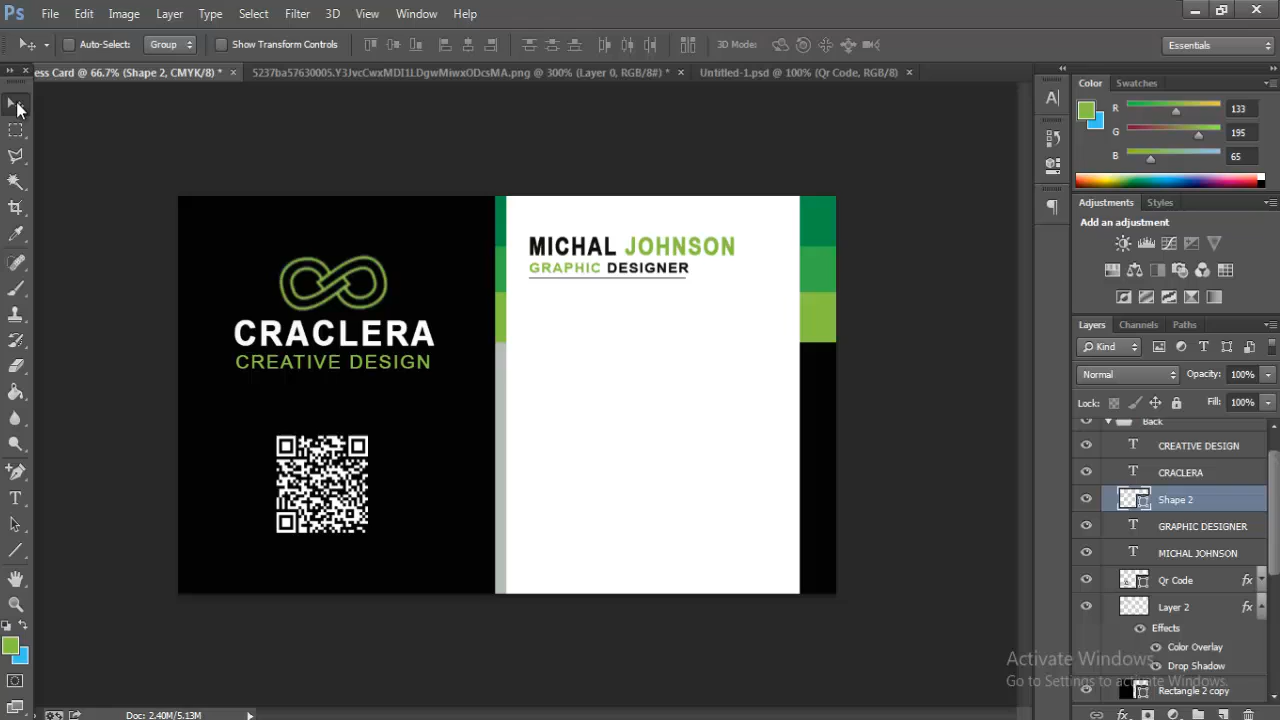 Ps File Edit Image Layer Type Select Filter 3D View Window Help
Auto-Select: Group Show Transform Controls 3D Mode: Essentials
ess Card @ 66.7% (Shape 2, CMYK/8) * × 5237ba57630005.Y3JvcCwxMDI1LDgwMiwxODcsMA.png @ 300% (Layer 0, RGB/8#) * × Untitled-1.psd @ 100% (Qr Code, RGB/8) ×
Color Swatches
R 133
G 195
B 65
Adjustments Styles
Add an adjustment
MICHAL JOHNSON
GRAPHIC DESIGNER
CRACLERA
CREATIVE DESIGN
Layers Channels Paths
Kind
Normal Opacity: 100%
Lock: Fill: 100%
Back
T CREATIVE DESIGN
T CRACLERA
Shape 2
T GRAPHIC DESIGNER
T MICHAL JOHNSON
Qr Code fx
Layer 2 fx
Effects
Color Overlay
Drop Shadow
Rectangle 2 copy
Activate Windows
Go to Settings to activate Windows.
Doc: 2.40M/5.13M